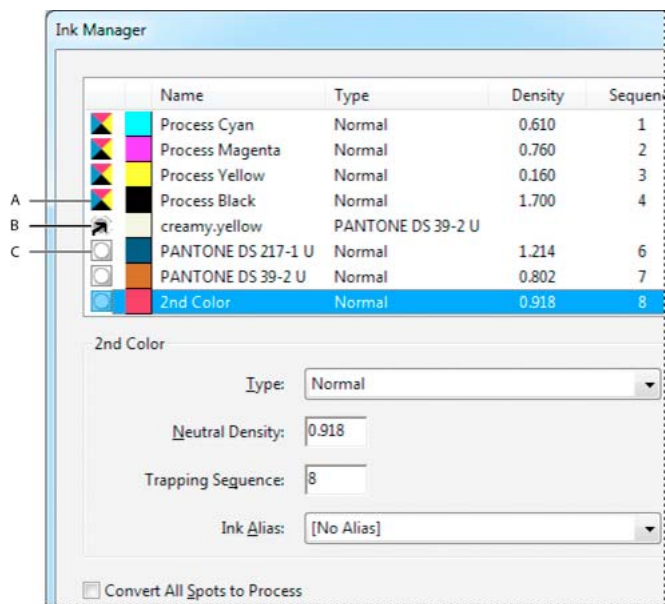 Ink Manager
Name Type Density Sequen
Process Cyan Normal 0.610 1
Process Magenta Normal 0.760 2
Process Yellow Normal 0.160 3
A Process Black Normal 1.700 4
B creamy.yellow PANTONE DS 39-2 U
C PANTONE DS 217-1 U Normal 1.214 6
PANTONE DS 39-2 U Normal 0.802 7
2nd Color Normal 0.918 8
2nd Color
Type: Normal
Neutral Density: 0.918
Trapping Sequence: 8
Ink Alias: [No Alias]
Convert All Spots to Process